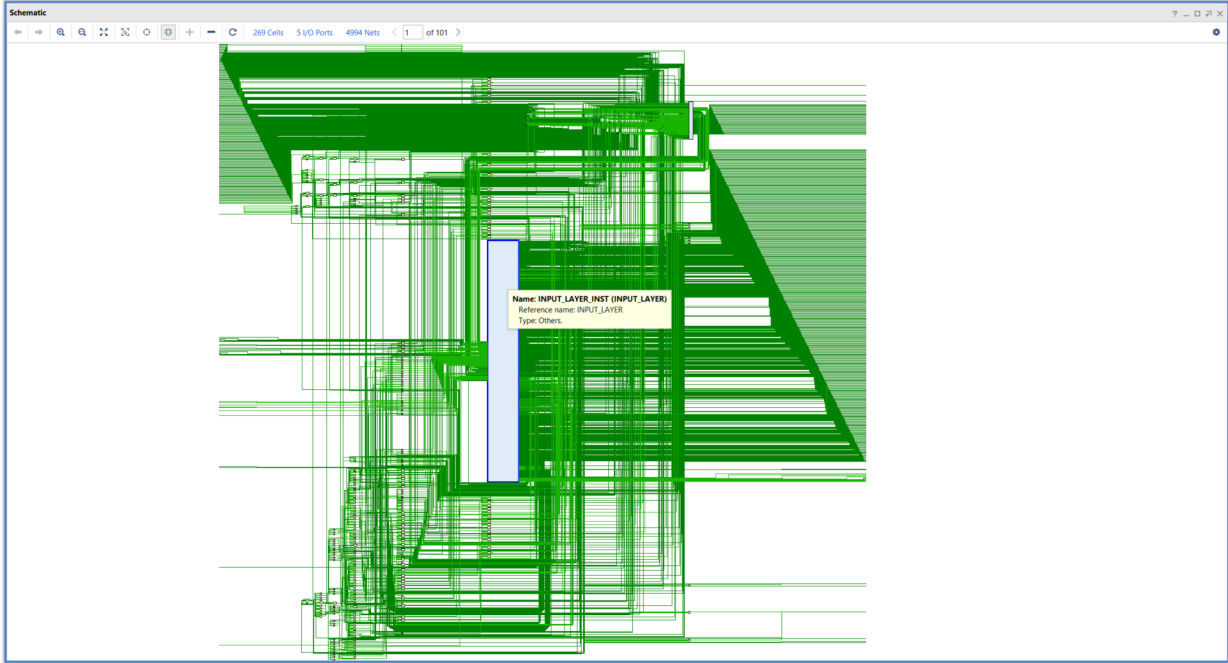 Schematic
269 Cells 5 I/O Ports 4994 Nets 1 of 101
Name: INPUT_LAYER_INST (INPUT_LAYER)
Reference name: INPUT_LAYER
Type: Others.